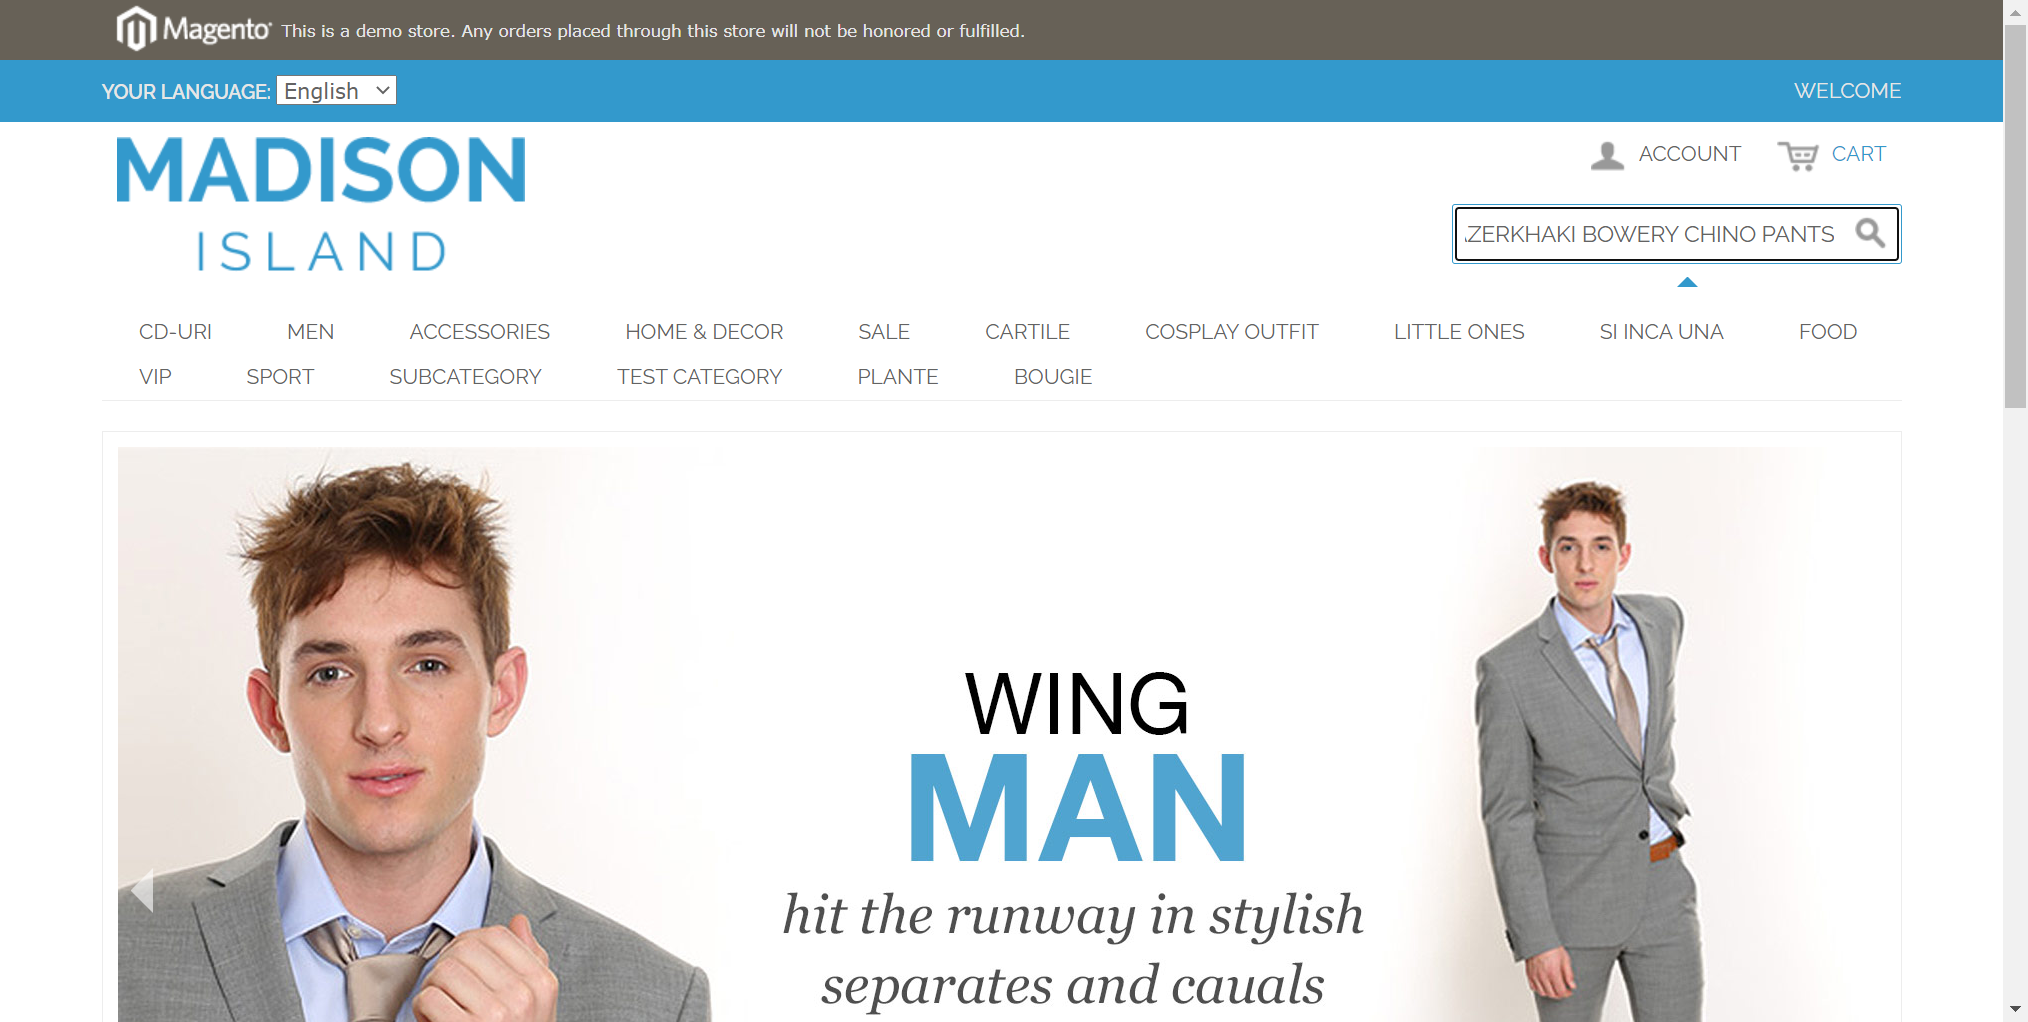 Magento This is a demo store. Any orders placed through this store will not be honored or fulfilled.
YOUR LANGUAGE: English WELCOME
MADISON
ISLAND
ACCOUNT CART
ZERKHAKI BOWERY CHINO PANTS
CD-URI MEN ACCESSORIES HOME & DECOR SALE CARTILE COSPLAY OUTFIT LITTLE ONES SI INCA UNA FOOD
VIP SPORT SUBCATEGORY TEST CATEGORY PLANTE BOUGIE
WING
MAN
hit the runway in stylish
separates and cauals